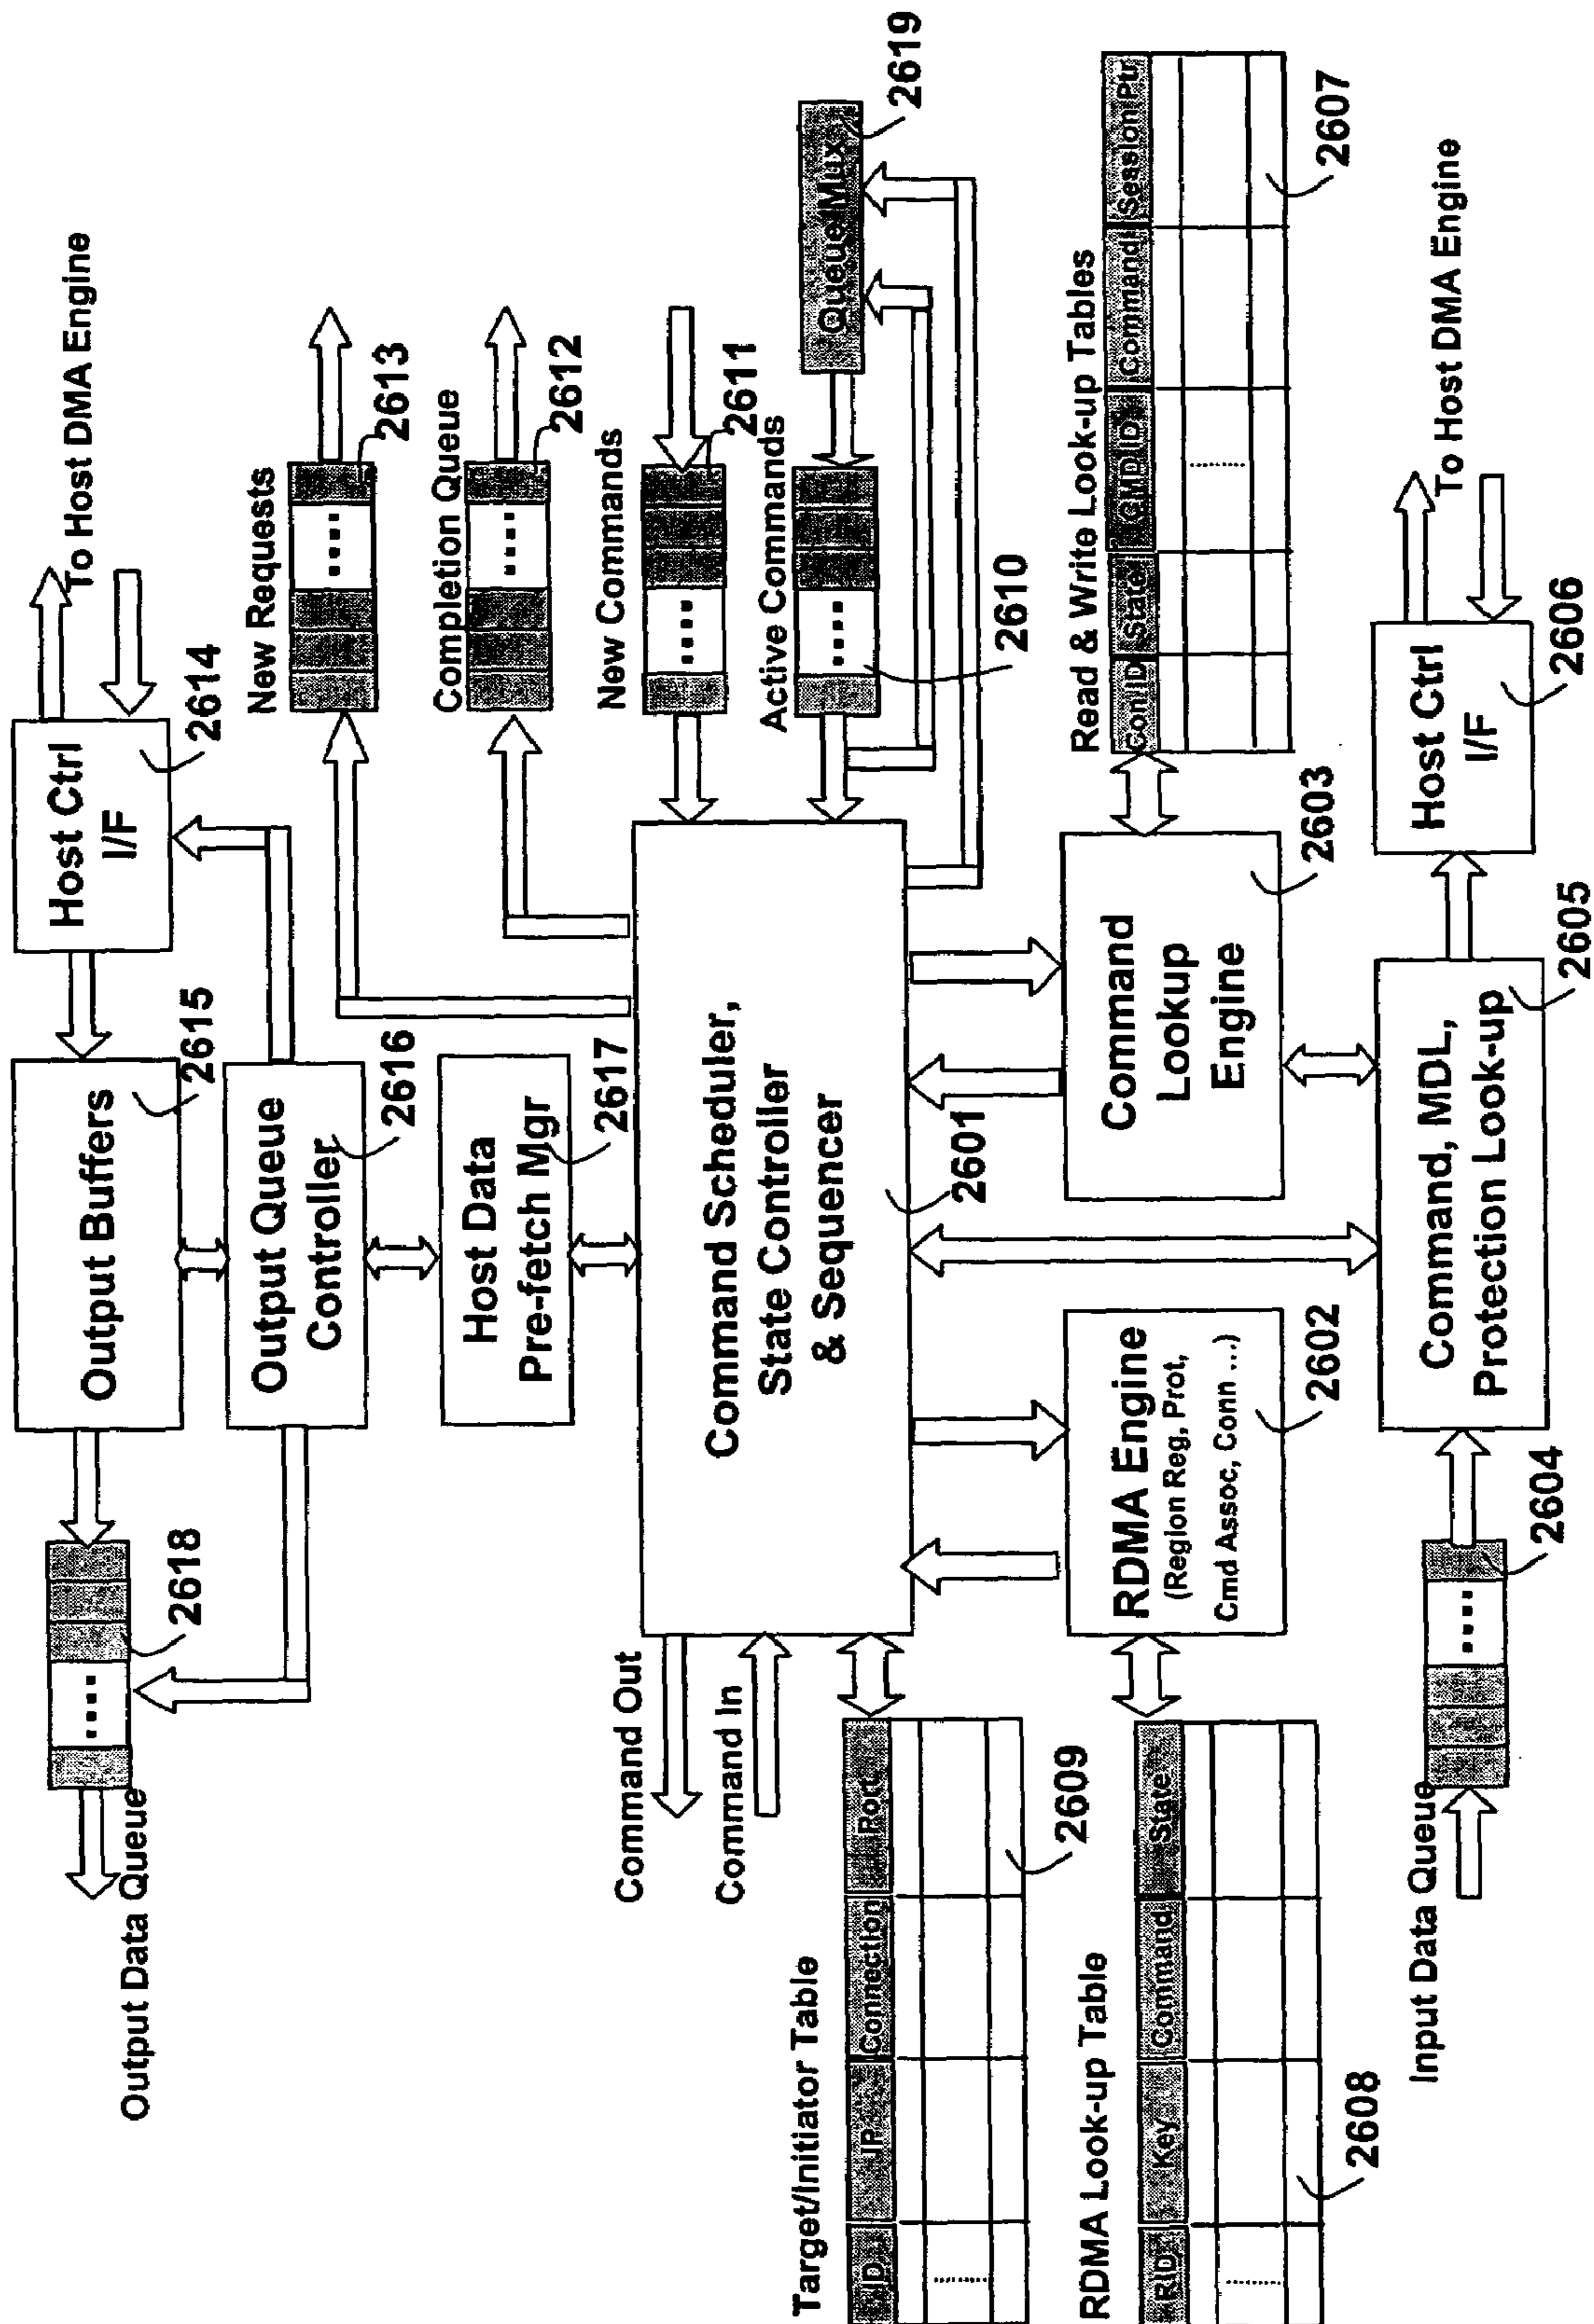 Output Data Queue
2618
Output Buffers
2615
Host Ctrl
I/F
2614
To Host DMA Engine
Output Queue
Controller
2616
Host Data
Pre-fetch Mgr
2617
New Requests
2613
Completion Queue
2612
New Commands
2611
Active Commands
2610
Queue Mux
2619
Command Out
Command In
Command Scheduler,
State Controller
& Sequencer
2601
Target/Initiator Table
ID IP Connection Port
2609
RDMA Look-up Table
RID Key Command State
2608
RDMA Engine
(Region Reg, Prot,
Cmd Assoc, Conn ...)
2602
Command
Lookup
Engine
2603
Read & Write Look-up Tables
ConID State Command Session Ptr
2607
Input Data Queue
2604
Command, MDL,
Protection Look-up
2605
Host Ctrl
I/F
2606
To Host DMA Engine